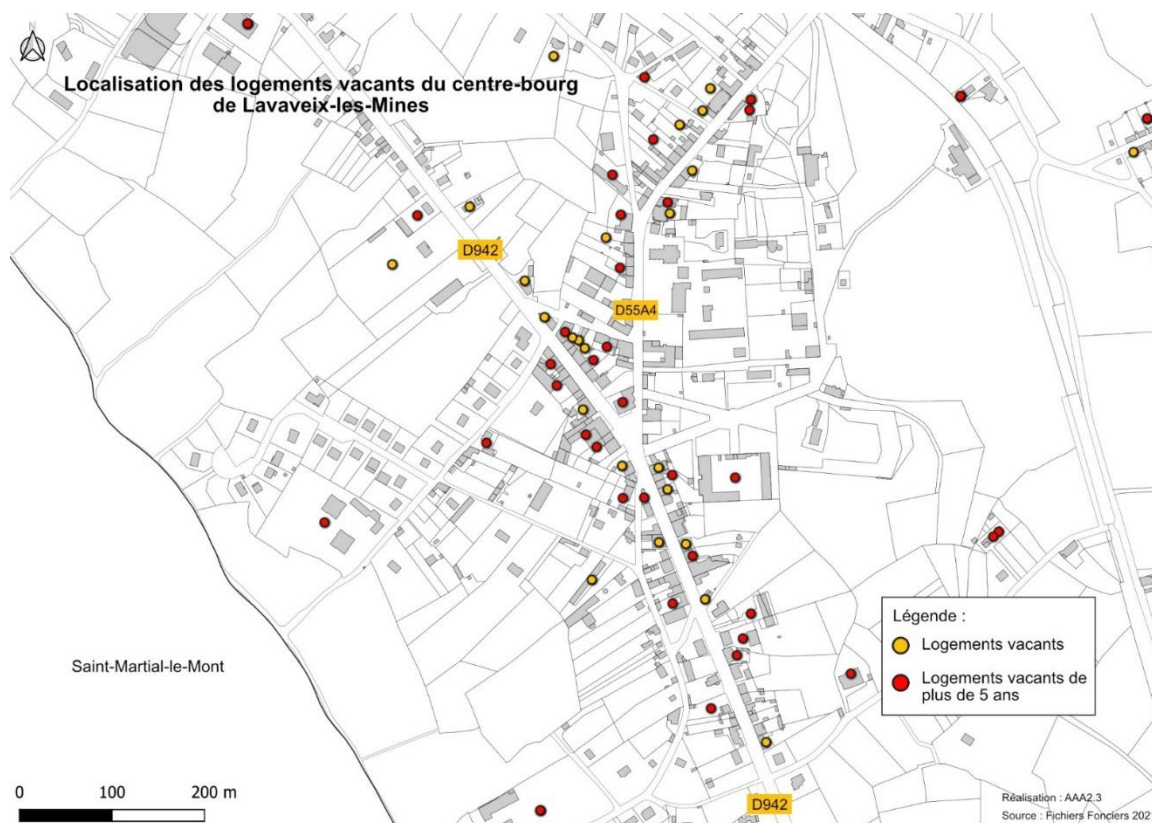 N
Localisation des logements vacants du centre-bourg
de Lavaveix-les-Mines
D942
D55A4
Légende :
Logements vacants
Logements vacants de
plus de 5 ans
Saint-Martial-le-Mont
0 100 200 m
D942
Réalisation : AAA2.3
Source : Fichiers Fonciers 202